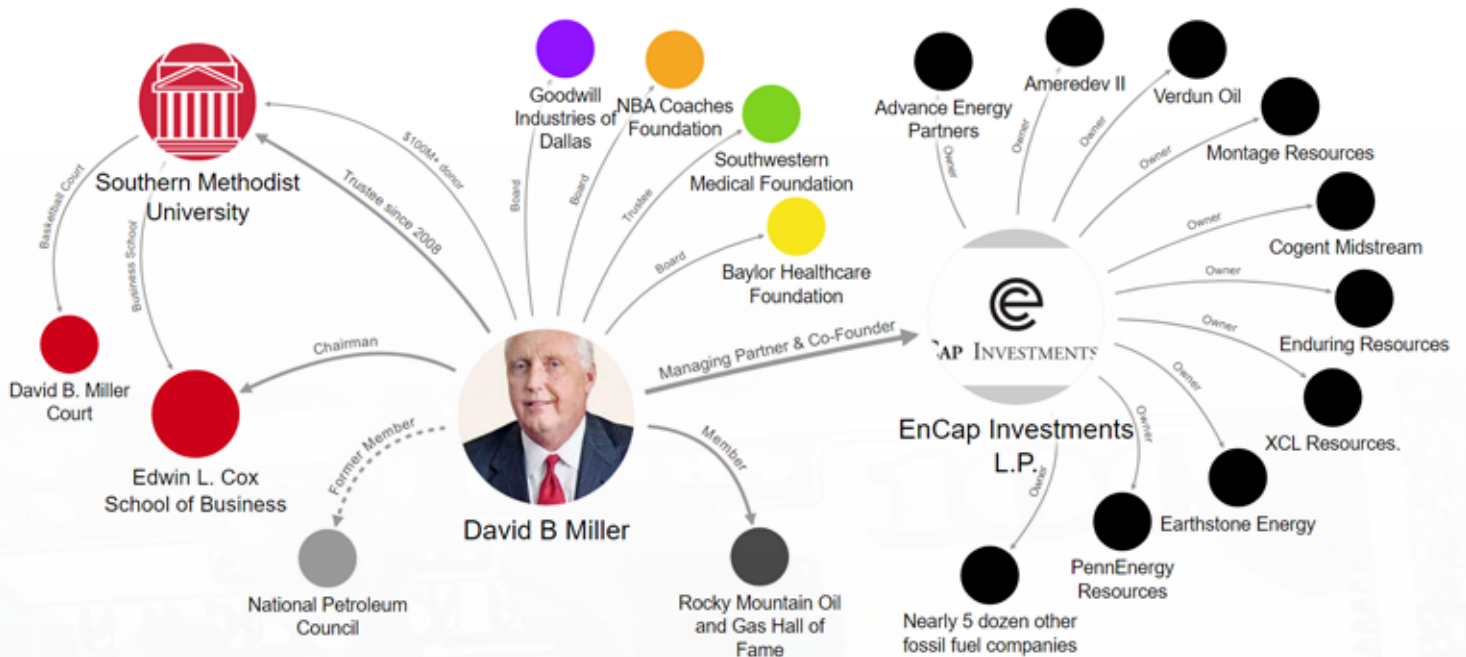 Southern Methodist
University
$100M+ donor
Trustee since 2008
Basketball Court
Business School
David B. Miller
Court
Edwin L. Cox
School of Business
Chairman
Former Member
National Petroleum
Council
David B Miller
Member
Rocky Mountain Oil
and Gas Hall of
Fame
Board
Goodwill
Industries of
Dallas
Board
NBA Coaches
Foundation
Trustee
Southwestern
Medical Foundation
Board
Baylor Healthcare
Foundation
Managing Partner & Co-Founder
CAP INVESTMENTS
EnCap Investments
L.P.
Owner
Advance Energy
Partners
Owner
Ameredev II
Owner
Verdun Oil
Owner
Montage Resources
Owner
Cogent Midstream
Owner
Enduring Resources
Owner
XCL Resources.
Owner
Earthstone Energy
Owner
PennEnergy
Resources
Owner
Nearly 5 dozen other
fossil fuel companies